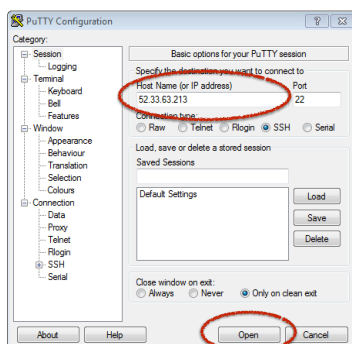 PuTTY Configuration
Category:
Session
Logging
Terminal
Keyboard
Bell
Features
Window
Appearance
Behaviour
Translation
Selection
Colours
Connection
Data
Proxy
Telnet
Rlogin
SSH
Serial
Basic options for your PuTTY session
Specify the destination you want to connect to
Host Name (or IP address) Port
52.33.63.213 22
Connection type:
Raw Telnet Rlogin SSH Serial
Load, save or delete a stored session
Saved Sessions
Default Settings
Load
Save
Delete
Close window on exit:
Always Never Only on clean exit
About Help Open Cancel